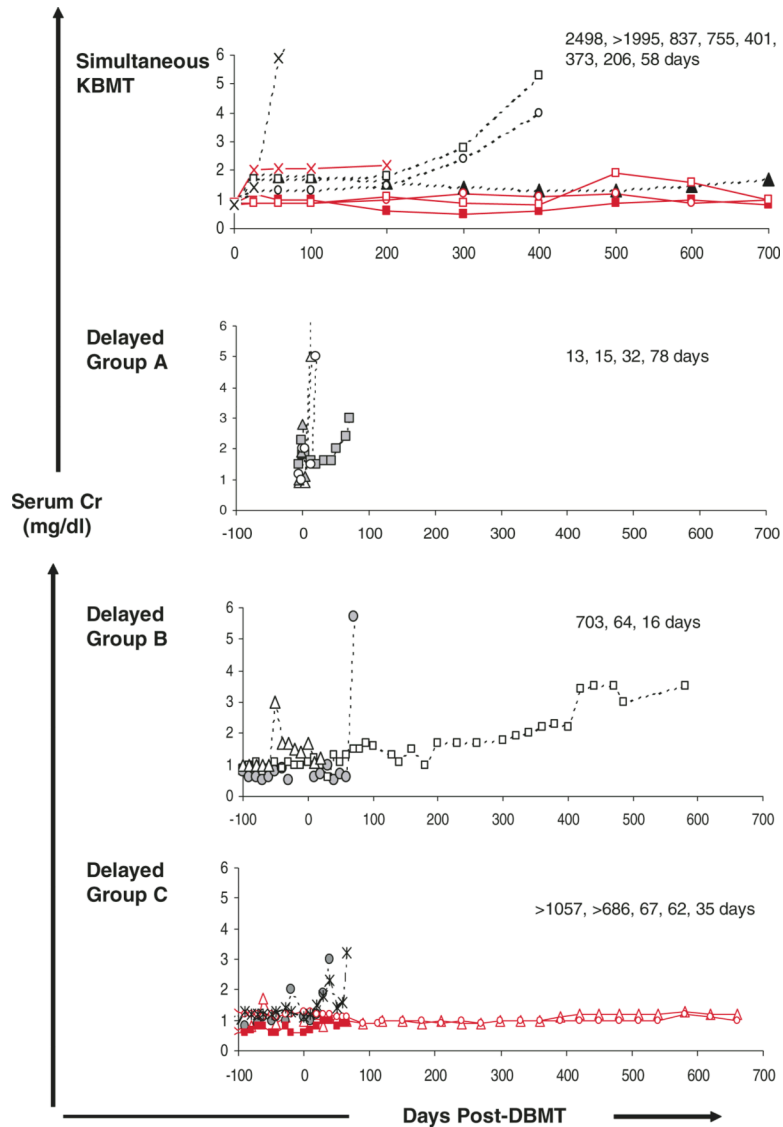 Simultaneous
KBMT
2498, >1995, 837, 755, 401,
373, 206, 58 days
6
5
4
3
2
1
0
0 100 200 300 400 500 600 700
Delayed
Group A
13, 15, 32, 78 days
6
5
4
3
2
1
0
-100 0 100 200 300 400 500 600 700
Serum Cr
(mg/dl)
Delayed
Group B
703, 64, 16 days
6
5
4
3
2
1
0
-100 0 100 200 300 400 500 600 700
Delayed
Group C
>1057, >686, 67, 62, 35 days
6
5
4
3
2
1
0
-100 0 100 200 300 400 500 600 700
Days Post-DBMT